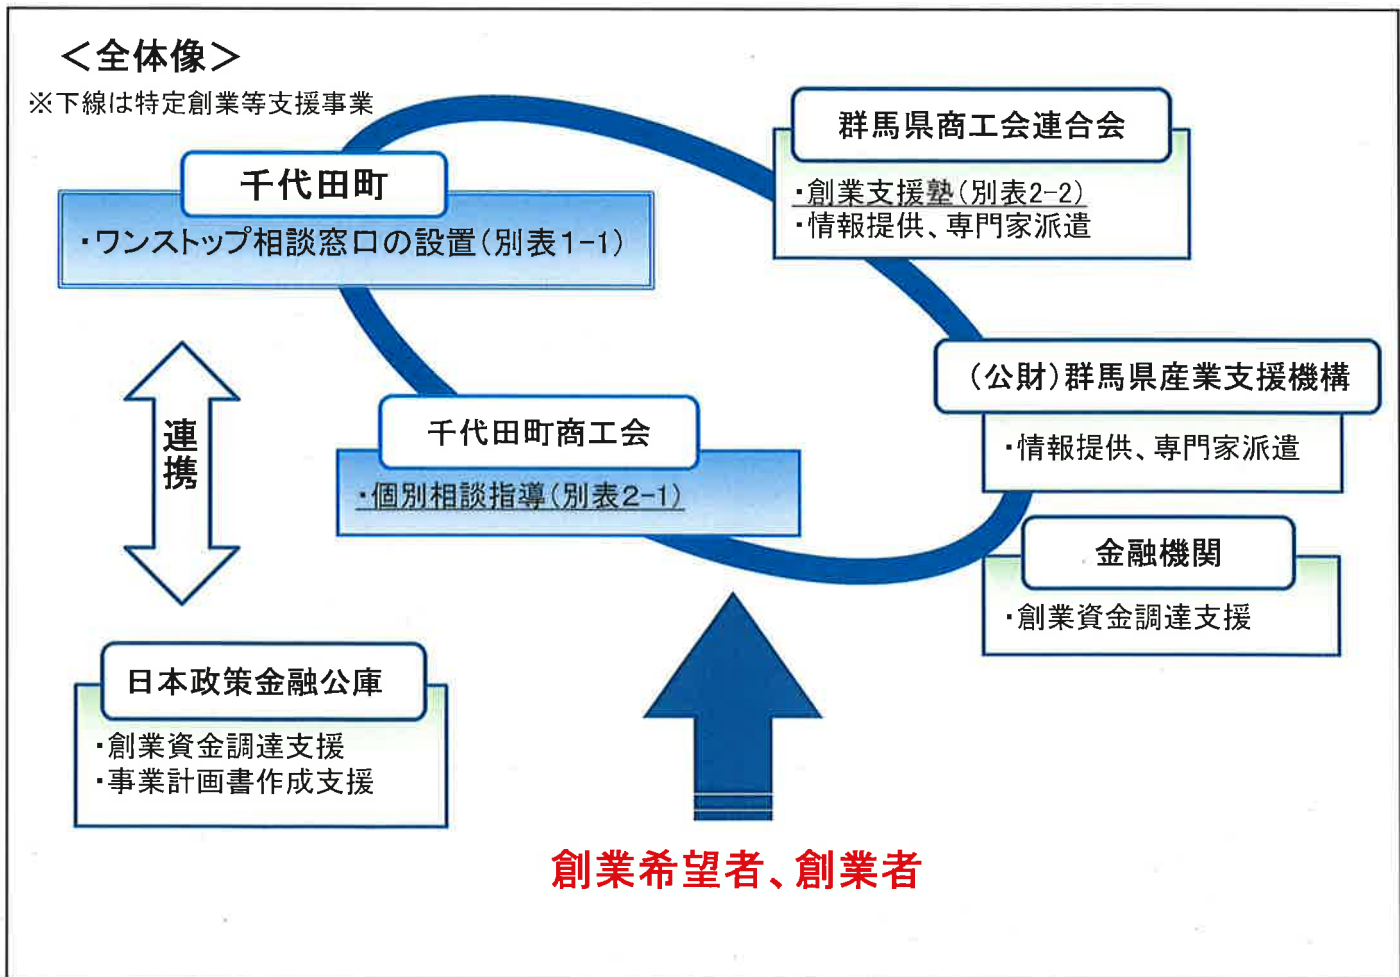 ＜全体像＞
※下線は特定創業等支援事業
千代田町
・ワンストップ相談窓口の設置(別表1-1)
群馬県商工会連合会
・創業支援塾(別表2-2)
・情報提供、専門家派遣
(公財)群馬県産業支援機構
・情報提供、専門家派遣
千代田町商工会
・個別相談指導(別表2-1)
金融機関
・創業資金調達支援
連携
日本政策金融公庫
・創業資金調達支援
・事業計画書作成支援
創業希望者、創業者